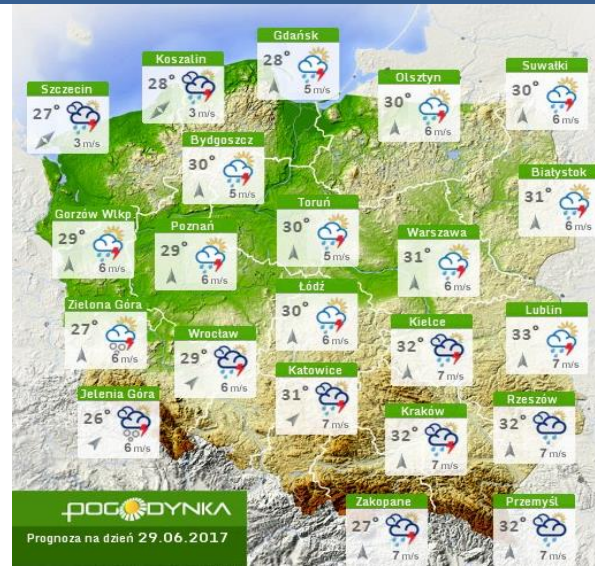 Gdańsk
28°
5 m/s
Koszalin
28°
3 m/s
Suwałki
30°
6 m/s
Olsztyn
30°
6 m/s
Szczecin
27°
3 m/s
Bydgoszcz
30°
5 m/s
Białystok
31°
6 m/s
Toruń
30°
5 m/s
Gorzów Wlkp
29°
6 m/s
Poznań
29°
6 m/s
Warszawa
31°
6 m/s
Łódź
30°
6 m/s
Zielona Góra
27°
6 m/s
Lublin
33°
7 m/s
Kielce
32°
7 m/s
Wrocław
29°
6 m/s
Katowice
31°
7 m/s
Jelenia Góra
26°
6 m/s
Rzeszów
32°
7 m/s
Kraków
32°
7 m/s
Zakopane
27°
7 m/s
Przemyśl
32°
7 m/s
POGODYNKA
Prognoza na dzień 29.06.2017